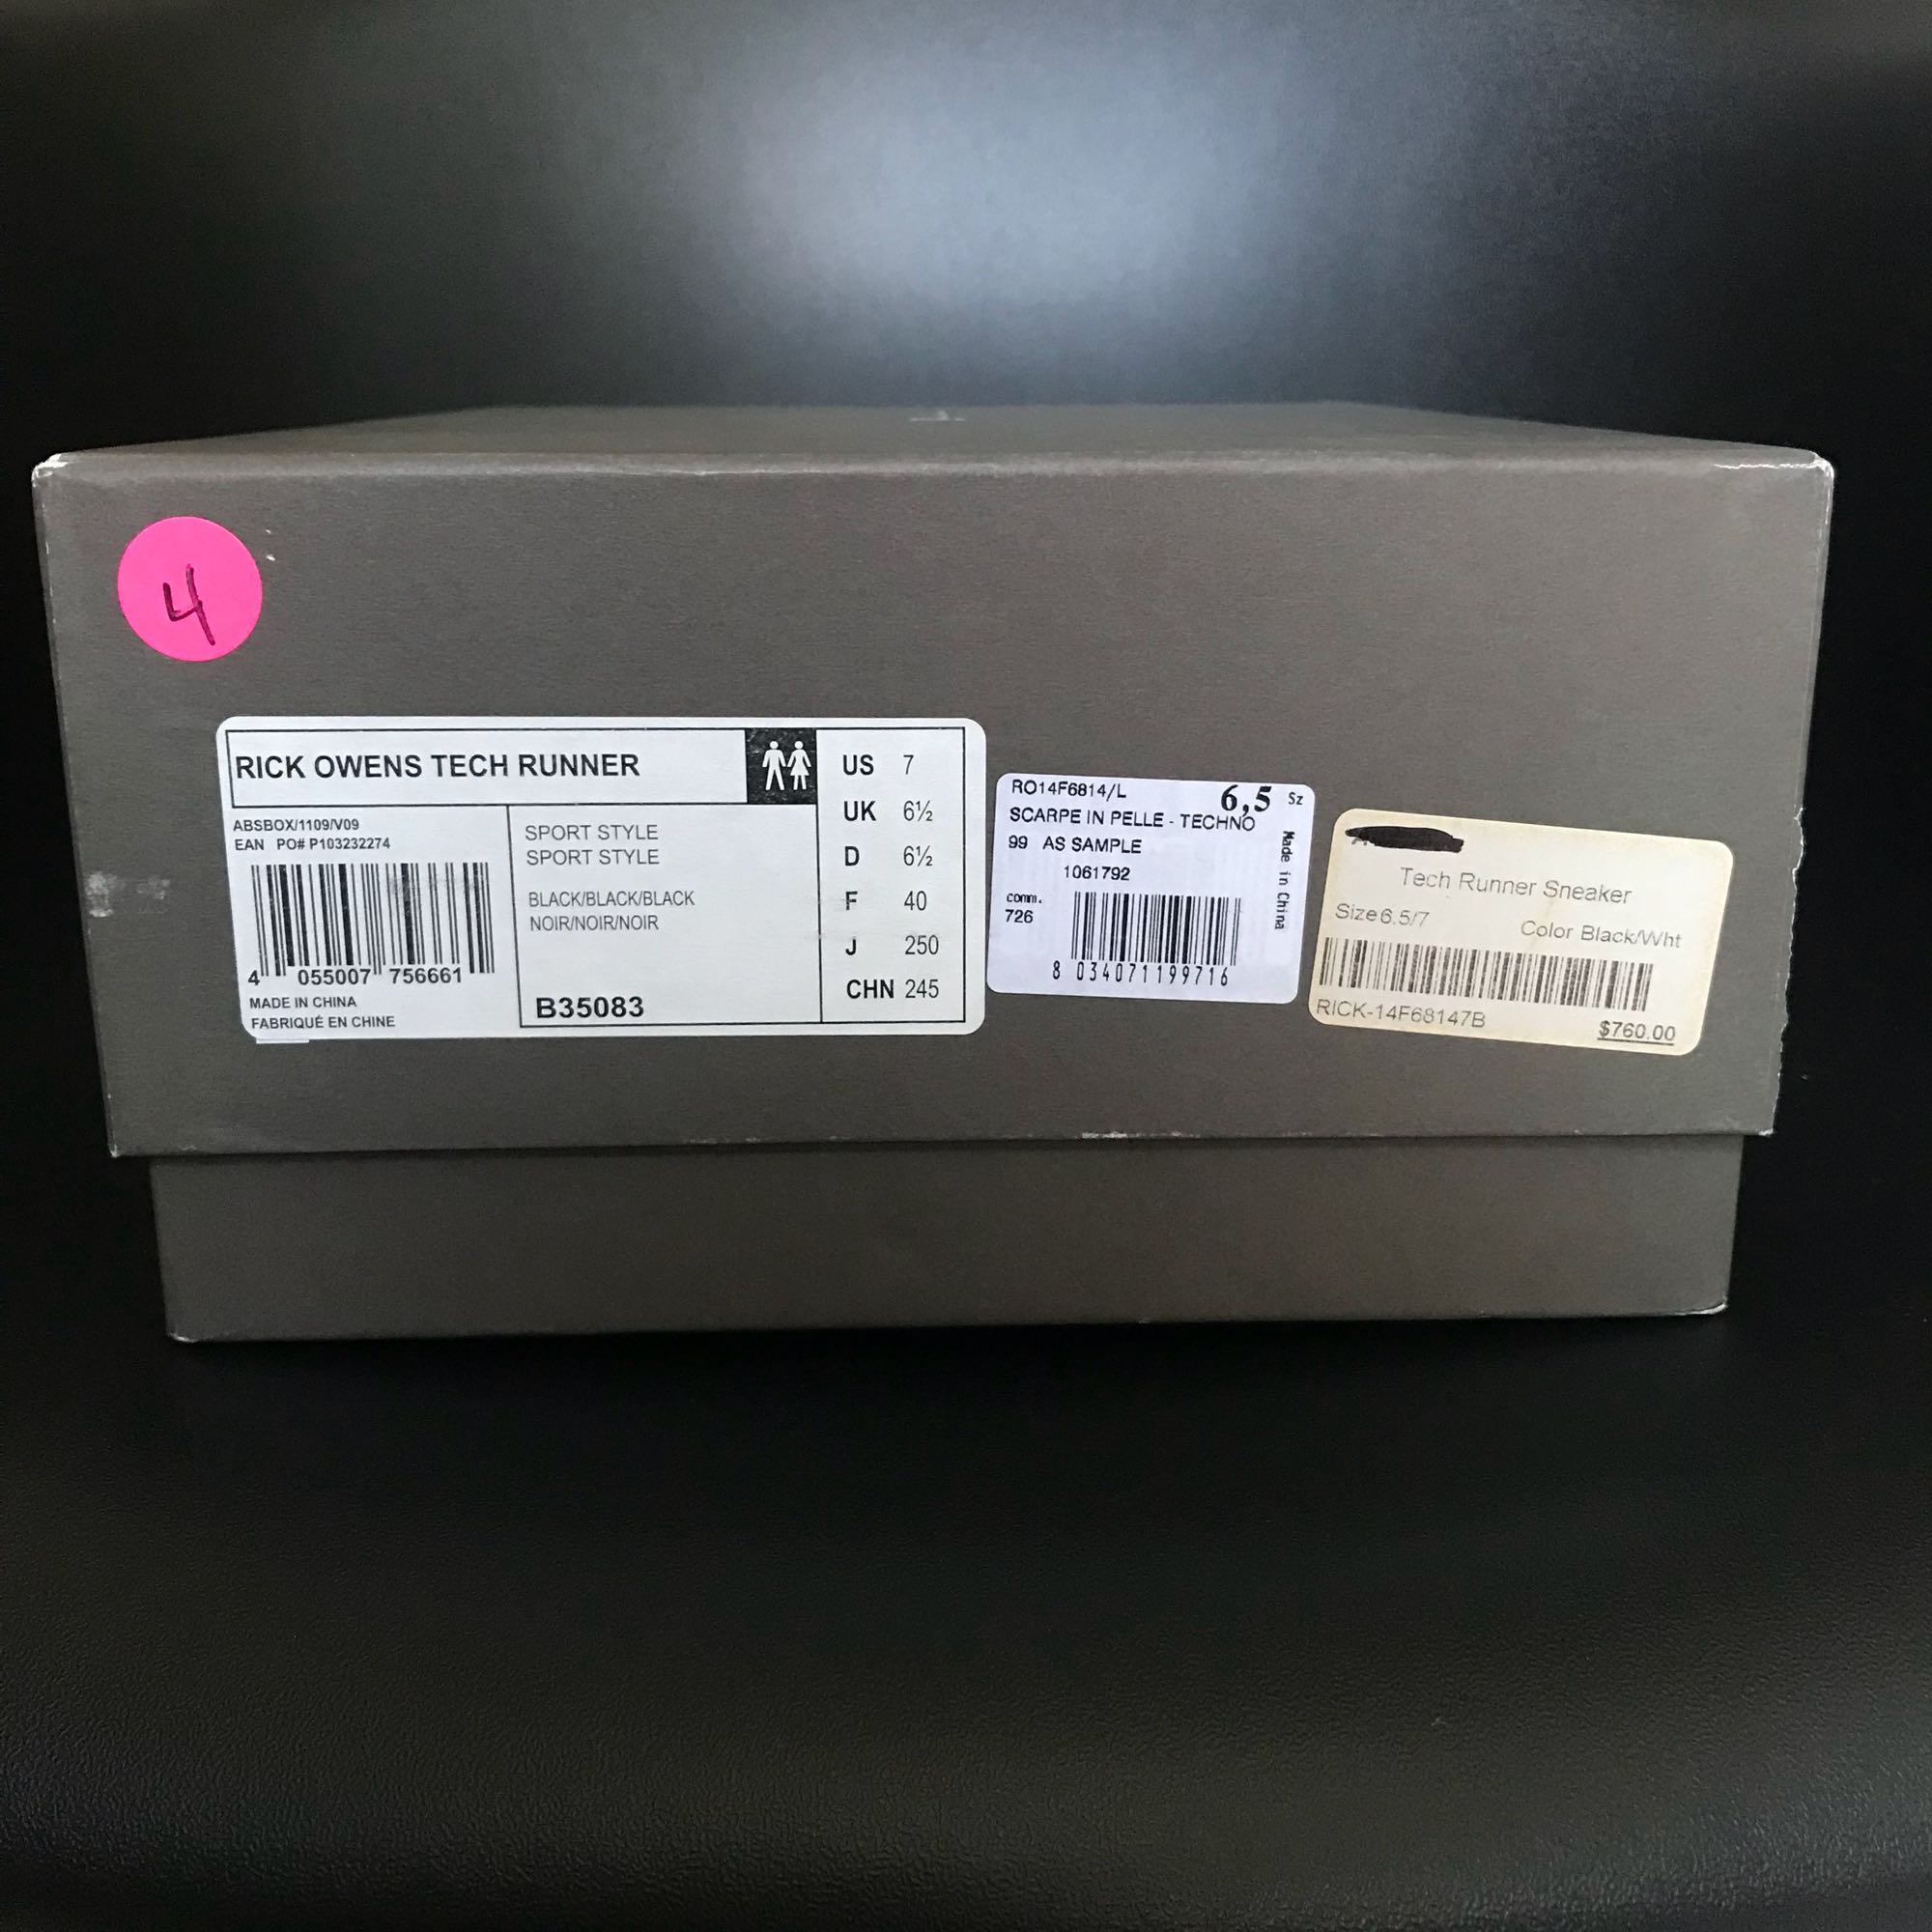 4
RICK OWENS TECH RUNNER
ABSBOX/1109/V09
EAN PO# P103232274
4 055007 756661
MADE IN CHINA
FABRIQUÉ EN CHINE
SPORT STYLE
SPORT STYLE
BLACK/BLACK/BLACK
NOIR/NOIR/NOIR
B35083
US 7
UK 6½
D 6½
F 40
J 250
CHN 245
RO14F6814/L 6,5 Sz
SCARPE IN PELLE - TECHNO
99 AS SAMPLE
1061792
comm.
726
8 034071199716
Made in China
Tech Runner Sneaker
Size 6.5/7 Color Black/Wht
RICK-14F68147B
$760.00